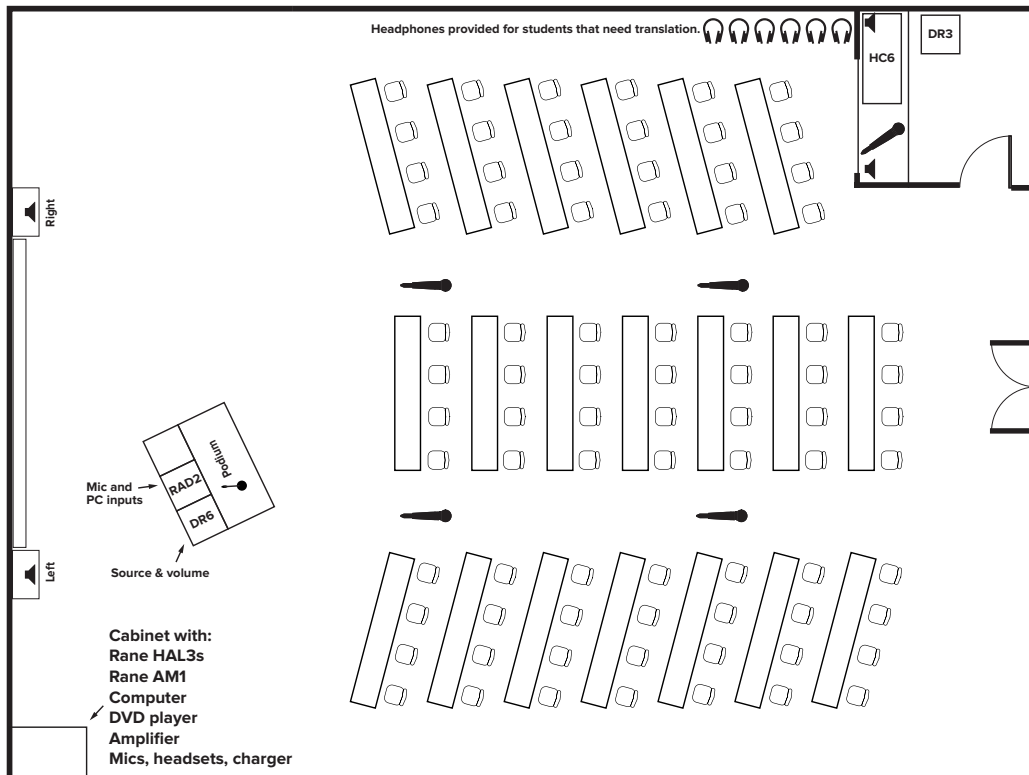 Headphones provided for students that need translation.
HC6
DR3
Right
Podium
RAD2
DR6
Mic and
PC inputs
Source & volume
Left
Cabinet with:
Rane HAL3s
Rane AM1
Computer
DVD player
Amplifier
Mics, headsets, charger